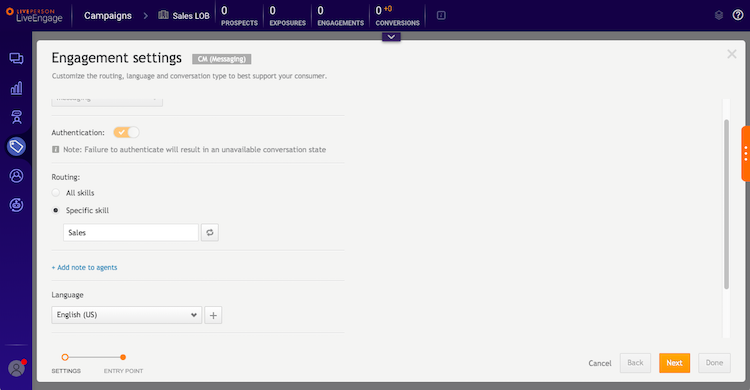 LIVEPERSON
LiveEngage
Campaigns
Sales LOB
0
PROSPECTS
0
EXPOSURES
0
ENGAGEMENTS
0 +0
CONVERSIONS
Engagement settings
CM (Messaging)
Customize the routing, language and conversation type to best support your consumer.
Messaging
Authentication:
Note: Failure to authenticate will result in an unavailable conversation state
Routing:
All skills
Specific skill
Sales
+ Add note to agents
Language
English (US)
+
SETTINGS
ENTRY POINT
Cancel
Back
Next
Done